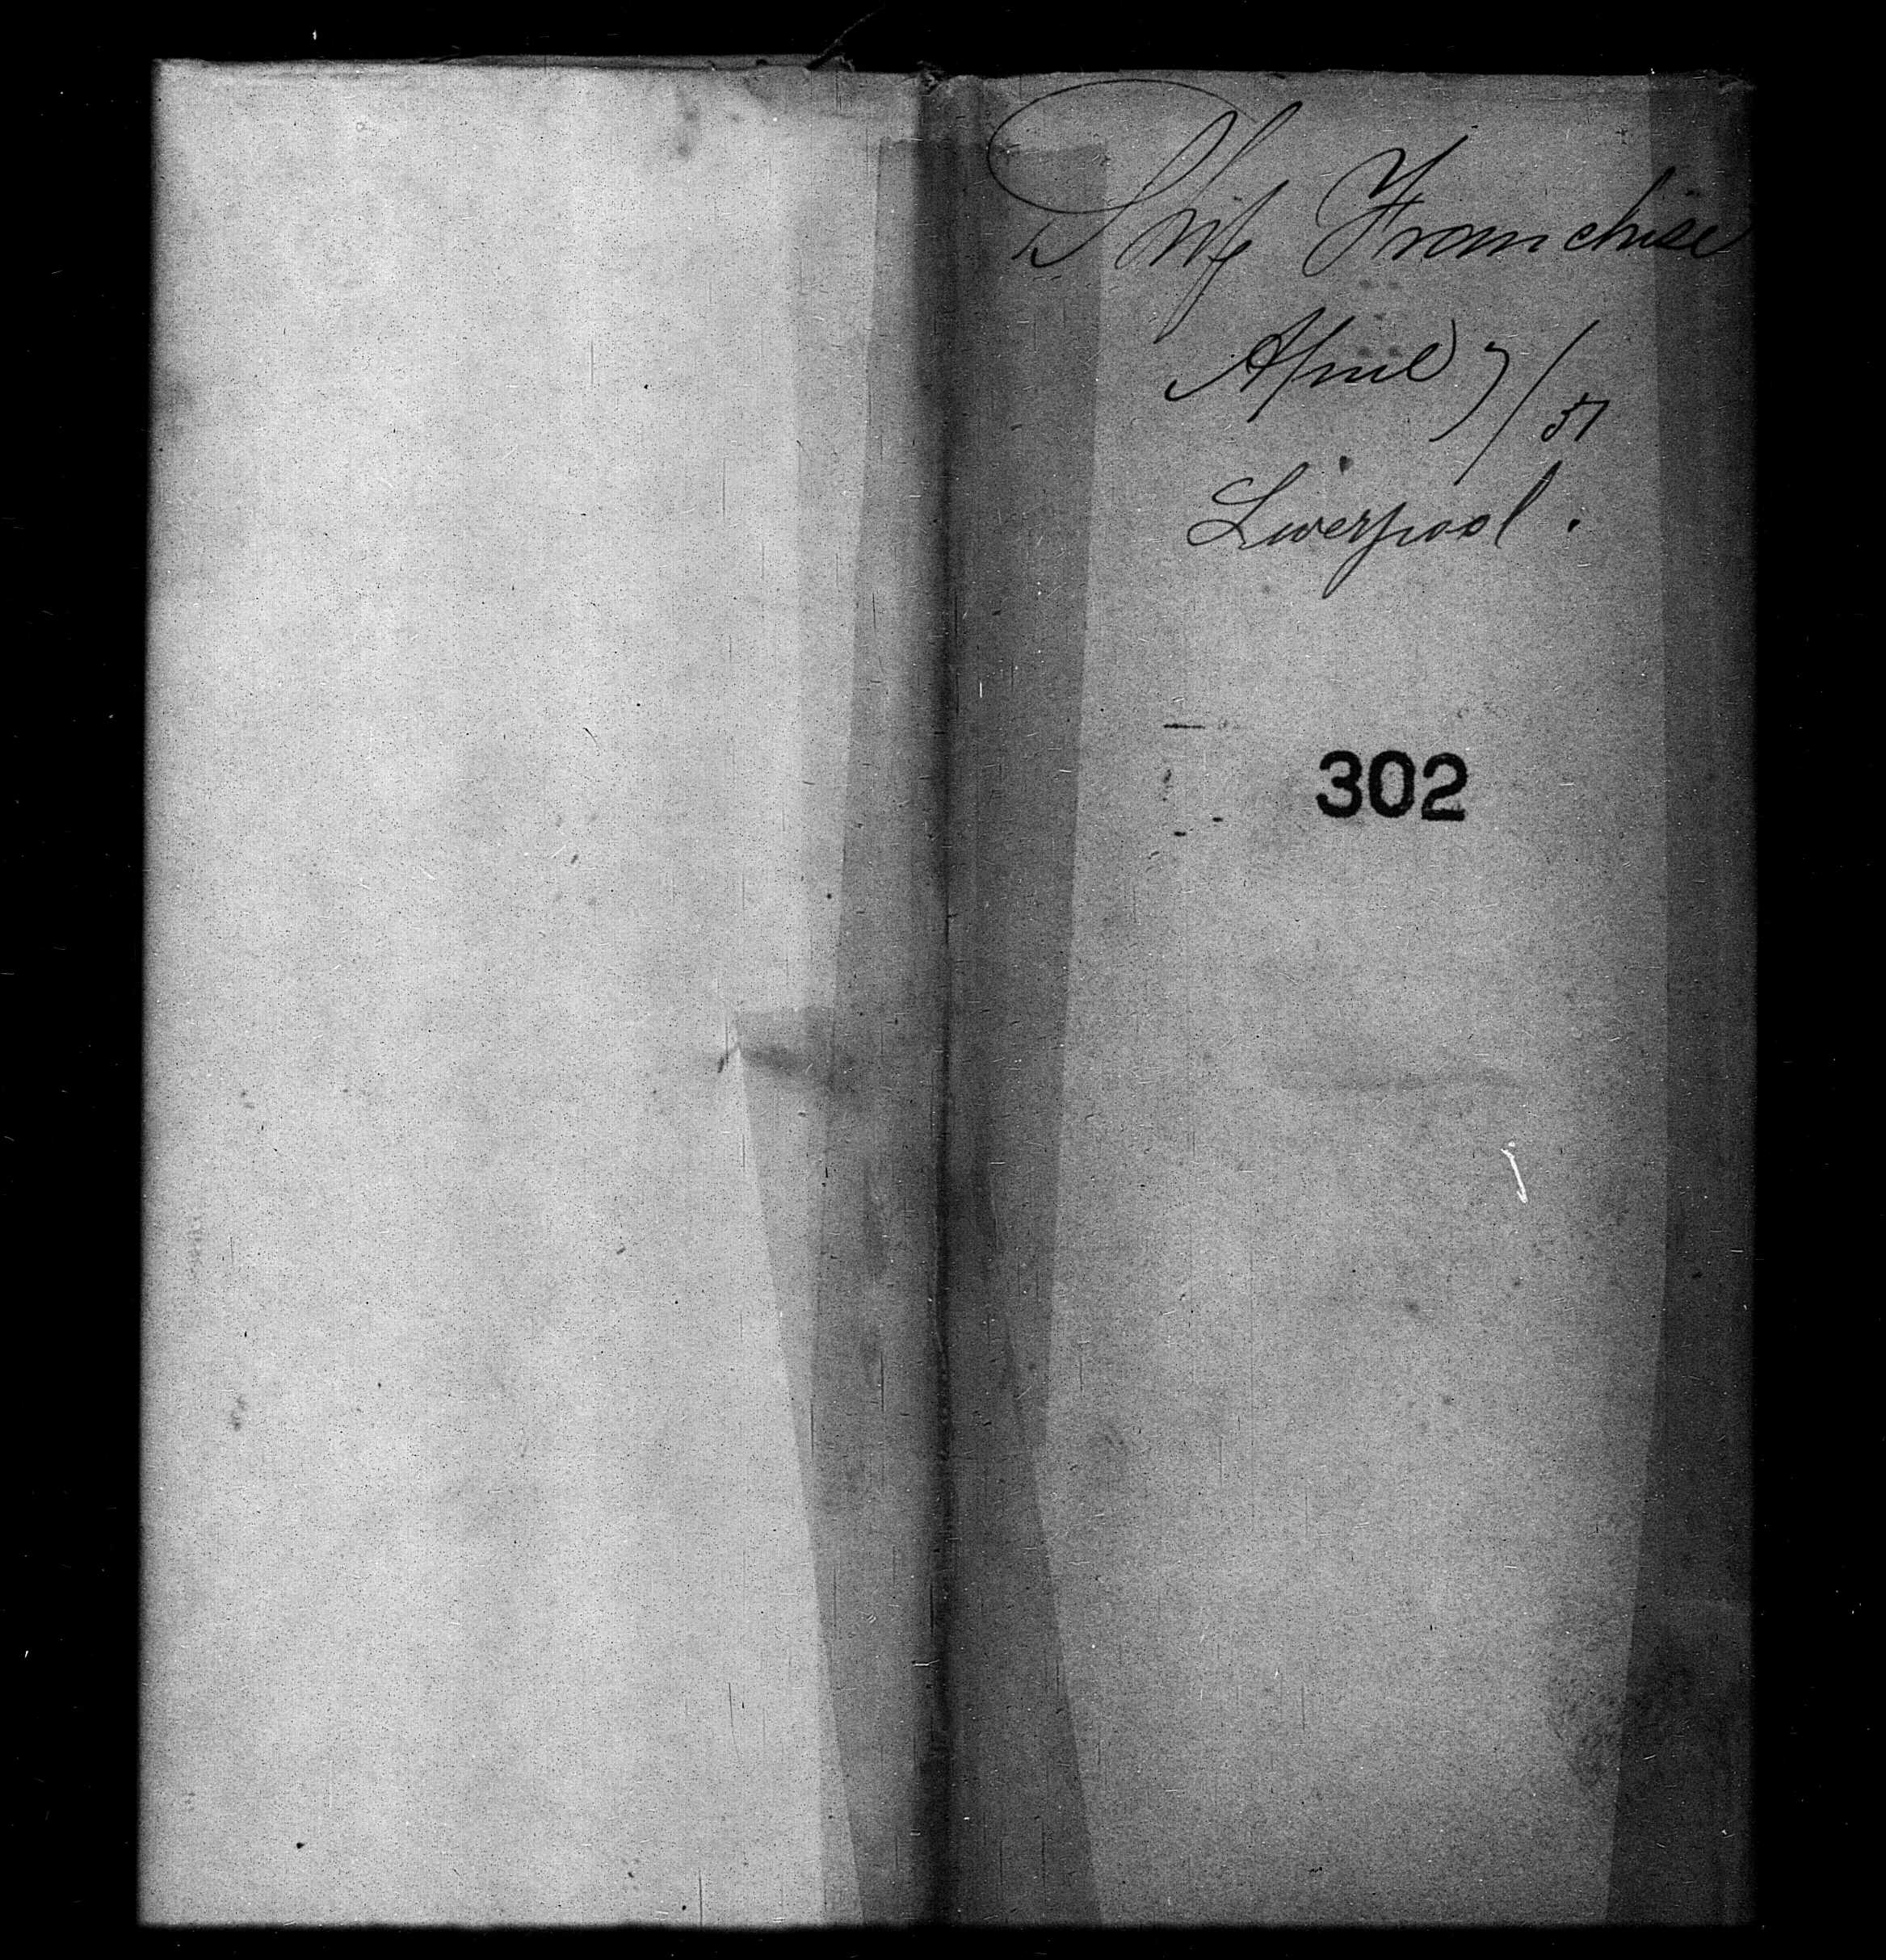 Ship Franchise
April 7/57
Liverpool.
302